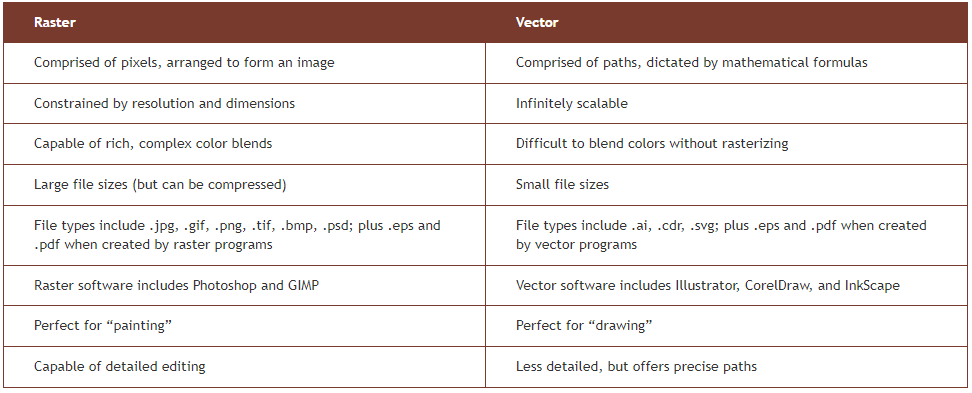 Raster Vector
Comprised of pixels, arranged to form an image Comprised of paths, dictated by mathematical formulas
Constrained by resolution and dimensions Infinitely scalable
Capable of rich, complex color blends Difficult to blend colors without rasterizing
Large file sizes (but can be compressed) Small file sizes
File types include .jpg, .gif, .png, .tif, .bmp, .psd; plus .eps and
.pdf when created by raster programs
File types include .ai, .cdr, .svg; plus .eps and .pdf when created
by vector programs
Raster software includes Photoshop and GIMP Vector software includes Illustrator, CorelDraw, and InkScape
Perfect for “painting” Perfect for “drawing”
Capable of detailed editing Less detailed, but offers precise paths